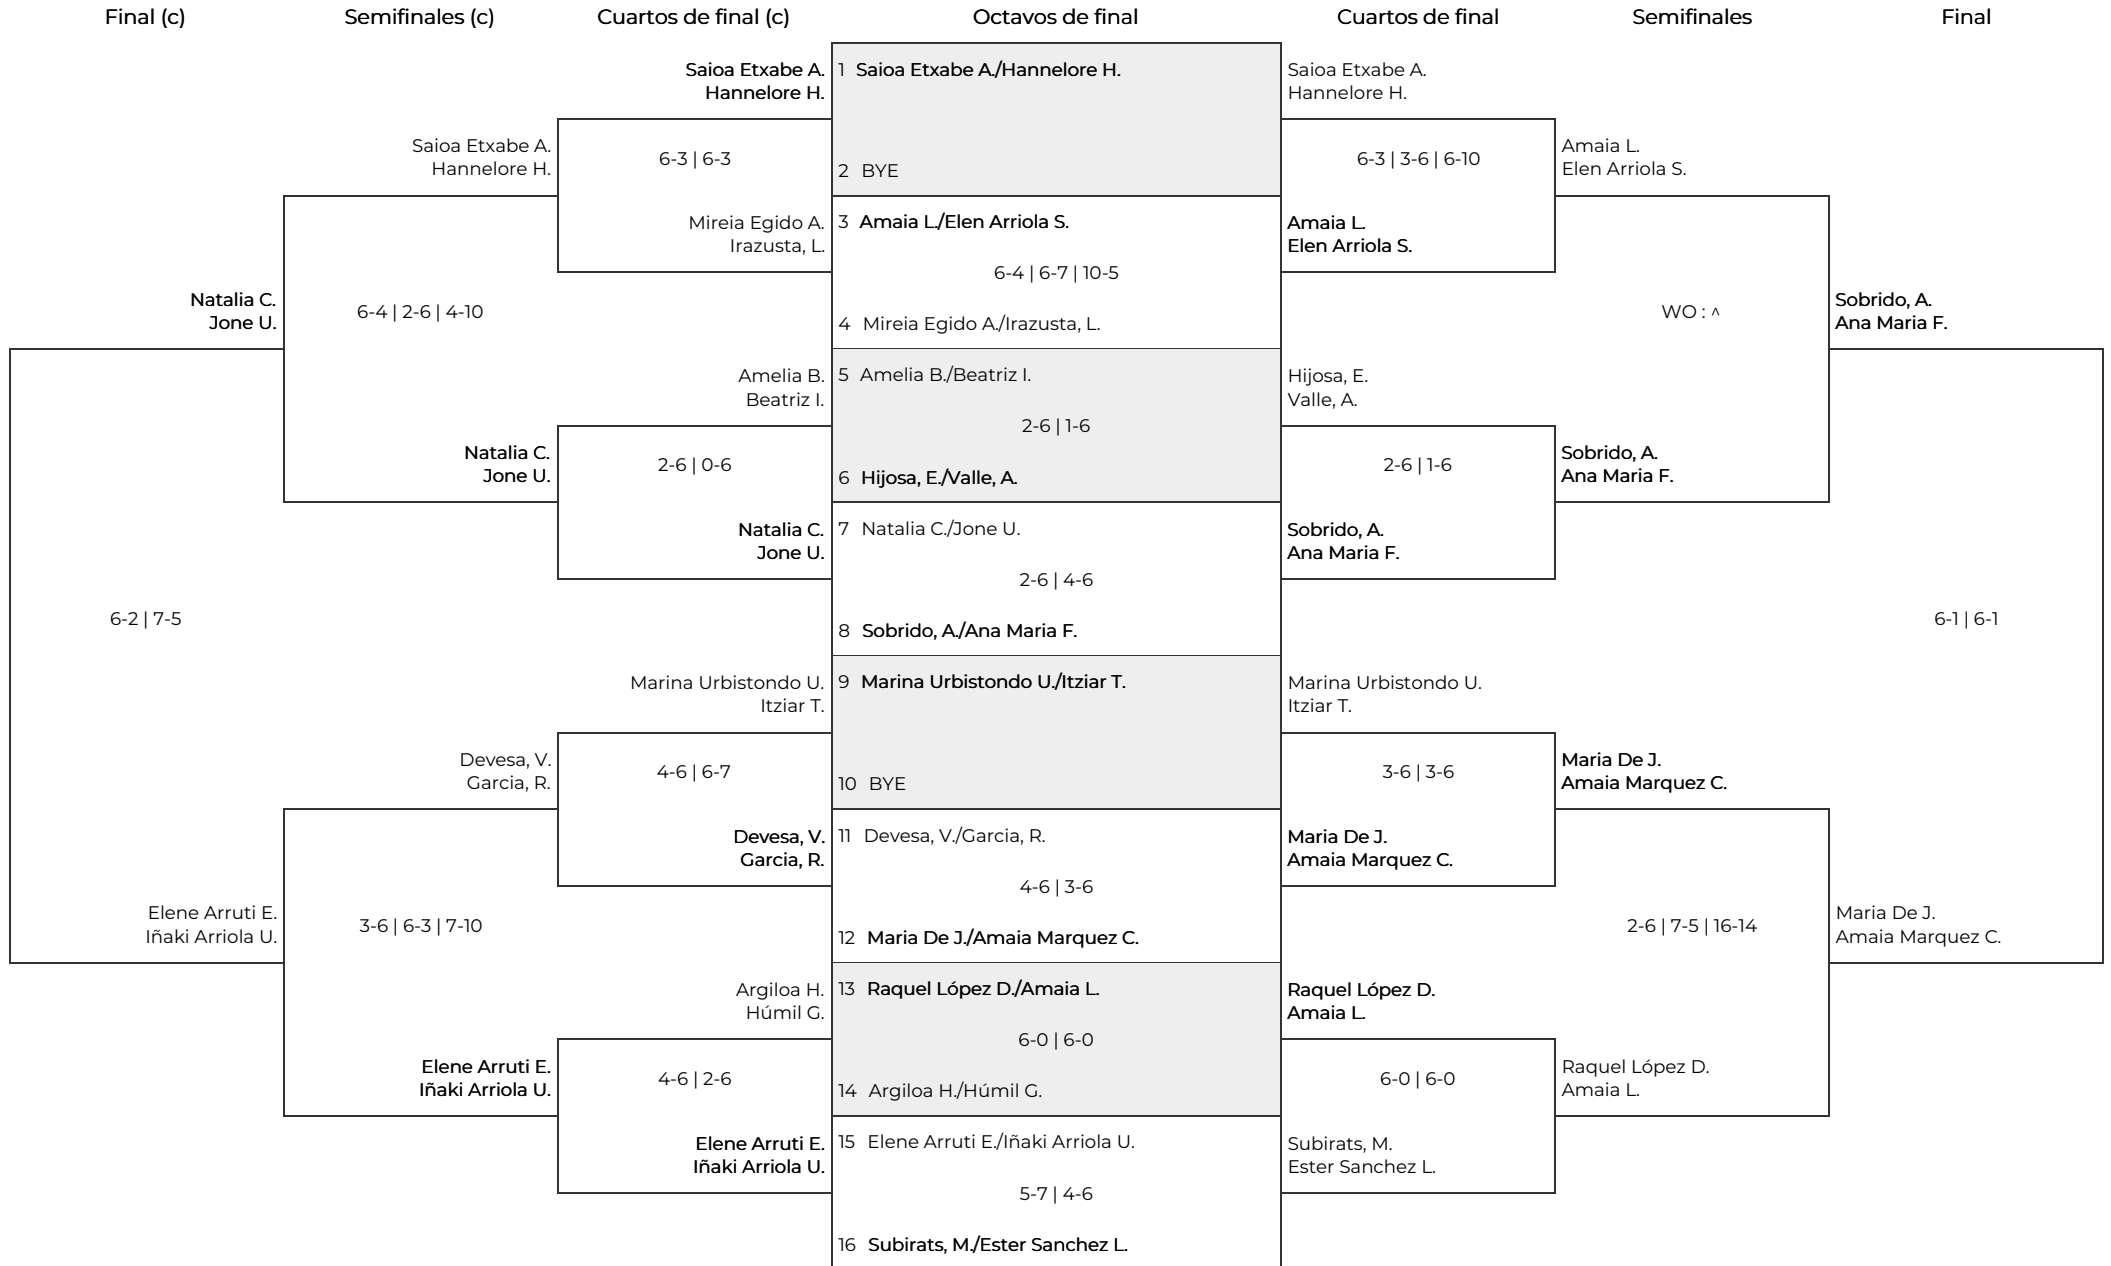 Final (c)
Semifinales (c)
Cuartos de final (c)
Octavos de final
Cuartos de final
Semifinales
Final
Natalia C.
Jone U.
6-2 | 7-5
Elene Arruti E.
Iñaki Arriola U.
Saioa Etxabe A.
Hannelore H.
6-4 | 2-6 | 4-10
Natalia C.
Jone U.
Devesa, V.
Garcia, R.
3-6 | 6-3 | 7-10
Elene Arruti E.
Iñaki Arriola U.
Saioa Etxabe A.
Hannelore H.
6-3 | 6-3
Mireia Egido A.
Irazusta, L.
Amelia B.
Beatriz I.
2-6 | 0-6
Natalia C.
Jone U.
Marina Urbistondo U.
Itziar T.
4-6 | 6-7
Devesa, V.
Garcia, R.
Argiloa H.
Húmil G.
4-6 | 2-6
Elene Arruti E.
Iñaki Arriola U.
1 Saioa Etxabe A./Hannelore H.
2 BYE
3 Amaia L./Elen Arriola S.
6-4 | 6-7 | 10-5
4 Mireia Egido A./Irazusta, L.
5 Amelia B./Beatriz I.
2-6 | 1-6
6 Hijosa, E./Valle, A.
7 Natalia C./Jone U.
2-6 | 4-6
8 Sobrido, A./Ana Maria F.
9 Marina Urbistondo U./Itziar T.
10 BYE
11 Devesa, V./Garcia, R.
4-6 | 3-6
12 Maria De J./Amaia Marquez C.
13 Raquel López D./Amaia L.
6-0 | 6-0
14 Argiloa H./Húmil G.
15 Elene Arruti E./Iñaki Arriola U.
5-7 | 4-6
16 Subirats, M./Ester Sanchez L.
Saioa Etxabe A.
Hannelore H.
6-3 | 3-6 | 6-10
Amaia L.
Elen Arriola S.
Hijosa, E.
Valle, A.
2-6 | 1-6
Sobrido, A.
Ana Maria F.
Marina Urbistondo U.
Itziar T.
3-6 | 3-6
Maria De J.
Amaia Marquez C.
Raquel López D.
Amaia L.
6-0 | 6-0
Subirats, M.
Ester Sanchez L.
Amaia L.
Elen Arriola S.
WO : ^
Sobrido, A.
Ana Maria F.
Maria De J.
Amaia Marquez C.
2-6 | 7-5 | 16-14
Raquel López D.
Amaia L.
Sobrido, A.
Ana Maria F.
6-1 | 6-1
Maria De J.
Amaia Marquez C.